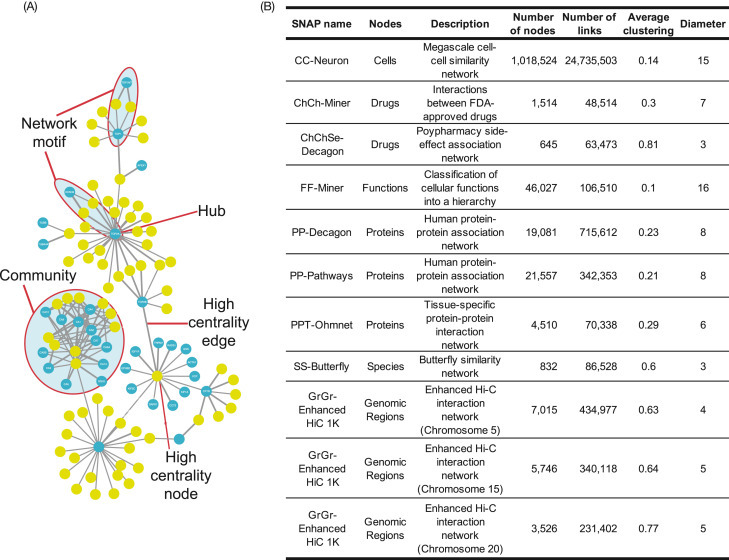 (A)
Network
motif
Hub
Community
High
centrality
edge
High
centrality
node
(B)
SNAP name Nodes Description Number of nodes Number of links Average clustering Diameter
CC-Neuron Cells Megascale cell-cell similarity network 1,018,524 24,735,503 0.14 15
ChCh-Miner Drugs Interactions between FDA-approved drugs 1,514 48,514 0.3 7
ChChSe-Decagon Drugs Poypharmacy side-effect association network 645 63,473 0.81 3
FF-Miner Functions Classification of cellular functions into a hierarchy 46,027 106,510 0.1 16
PP-Decagon Proteins Human protein-protein association network 19,081 715,612 0.23 8
PP-Pathways Proteins Human protein-protein association network 21,557 342,353 0.21 8
PPT-Ohmnet Proteins Tissue-specific protein-protein interaction network 4,510 70,338 0.29 6
SS-Butterfly Species Butterfly similarity network 832 86,528 0.6 3
GrGr-Enhanced HiC 1K Genomic Regions Enhanced Hi-C interaction network (Chromosome 5) 7,015 434,977 0.63 4
GrGr-Enhanced HiC 1K Genomic Regions Enhanced Hi-C interaction network (Chromosome 15) 5,746 340,118 0.64 5
GrGr-Enhanced HiC 1K Genomic Regions Enhanced Hi-C interaction network (Chromosome 20) 3,526 231,402 0.77 5